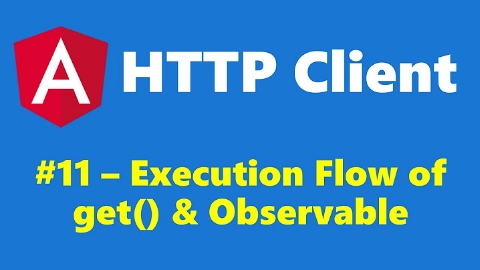 A HTTP Client
#11 – Execution Flow of
get() & Observable